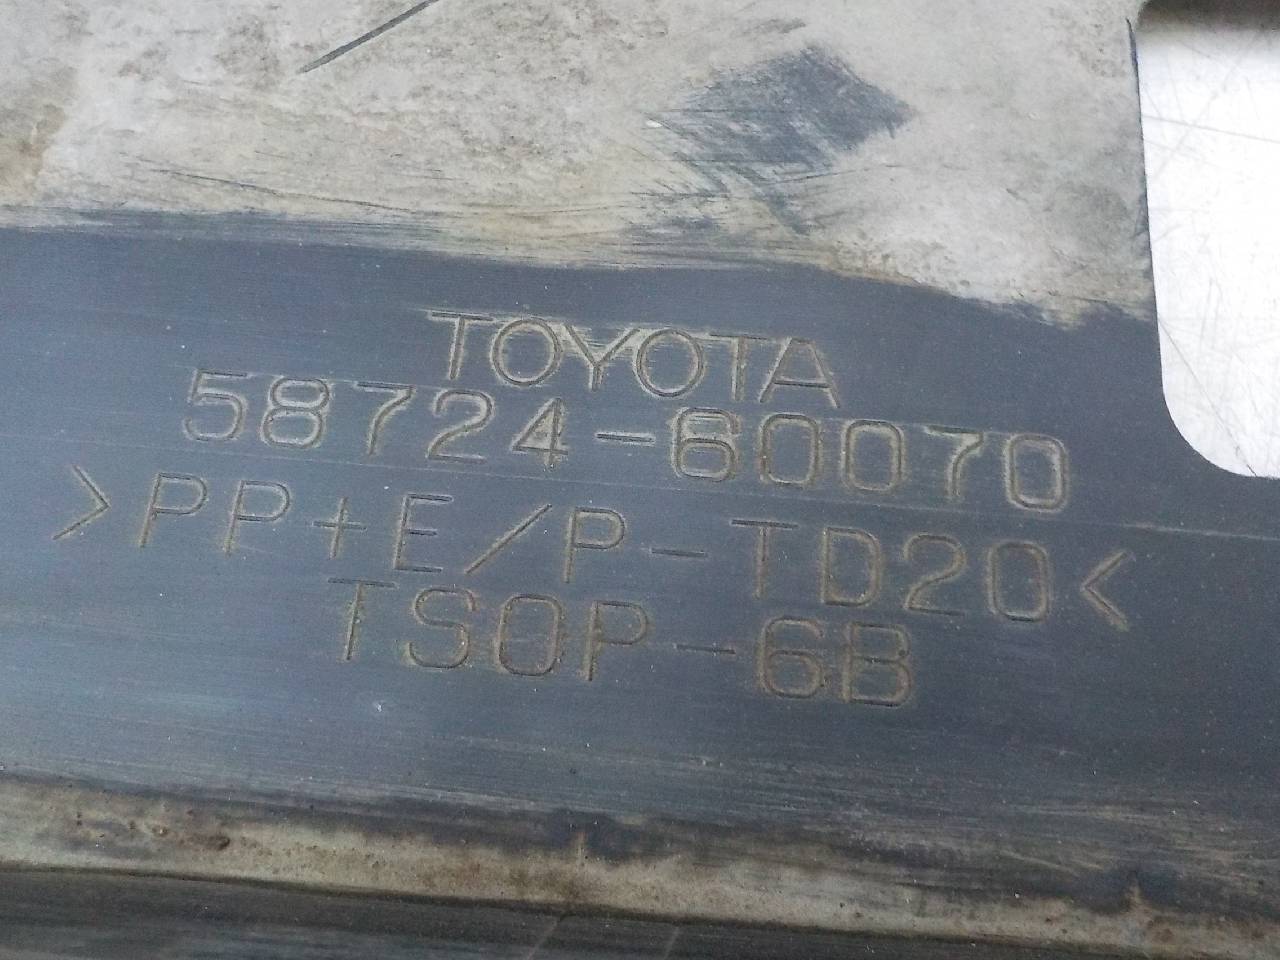 TOYOTA
58724-60070
>PP+E/P-TD20<
TSOP-6B